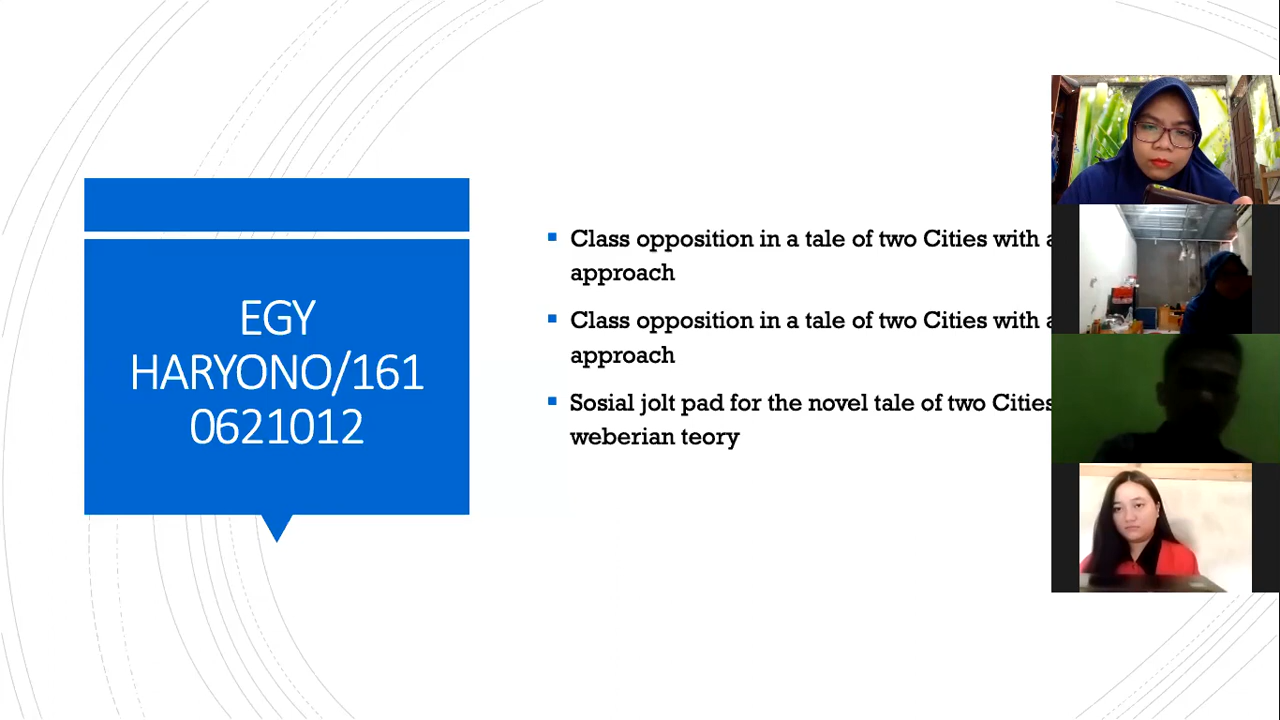 EGY
HARYONO/161
0621012
Class opposition in a tale of two Cities with
approach
Class opposition in a tale of two Cities with
approach
Sosial jolt pad for the novel tale of two Cities
weberian teory